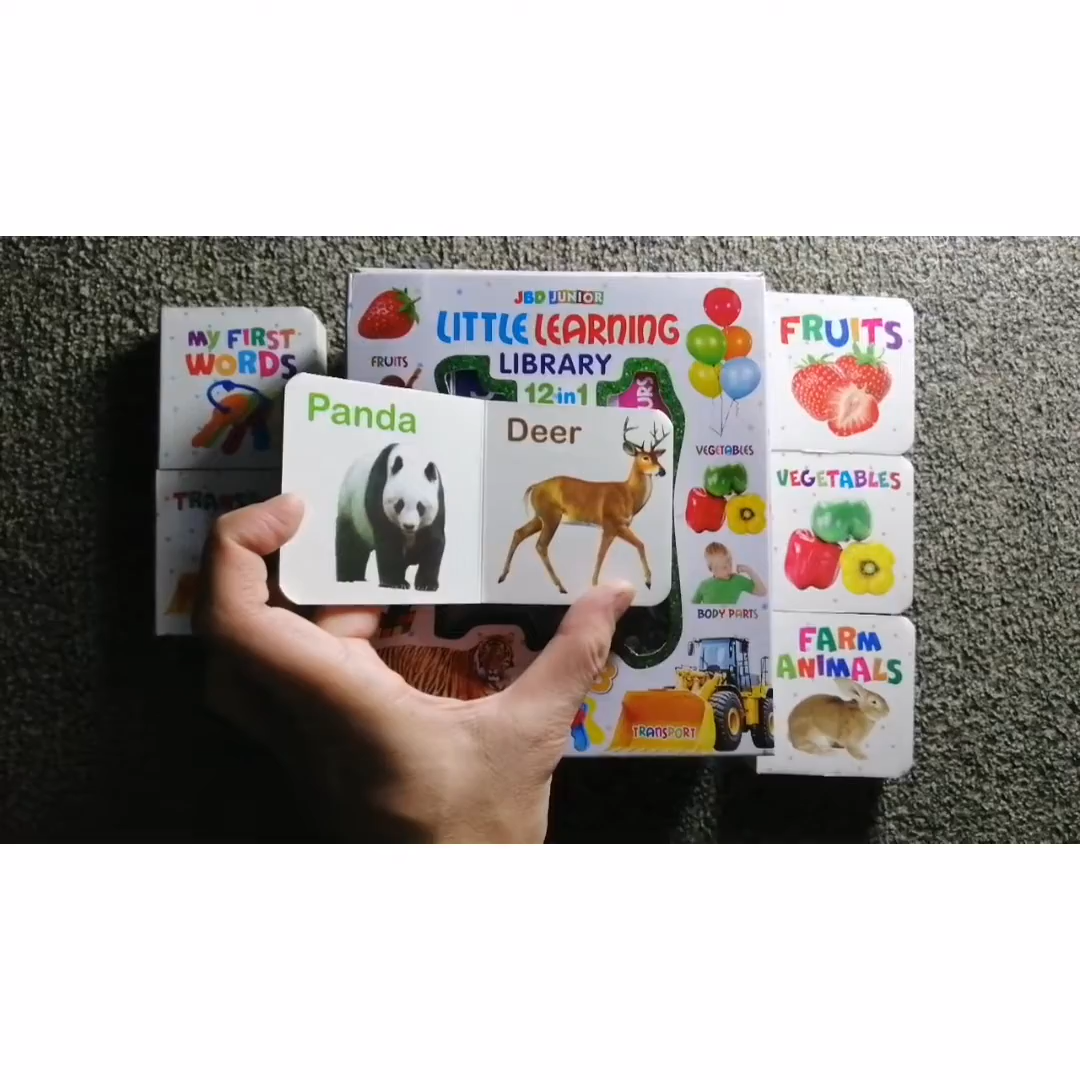 MY FIRST
WORDS
JBD JUNIOR
LITTLE LEARNING
LIBRARY
12 in 1
FRUITS
Panda
Deer
VEGETABLES
BODY PARTS
TRANSPORT
FRUITS
VEGETABLES
FARM
ANIMALS